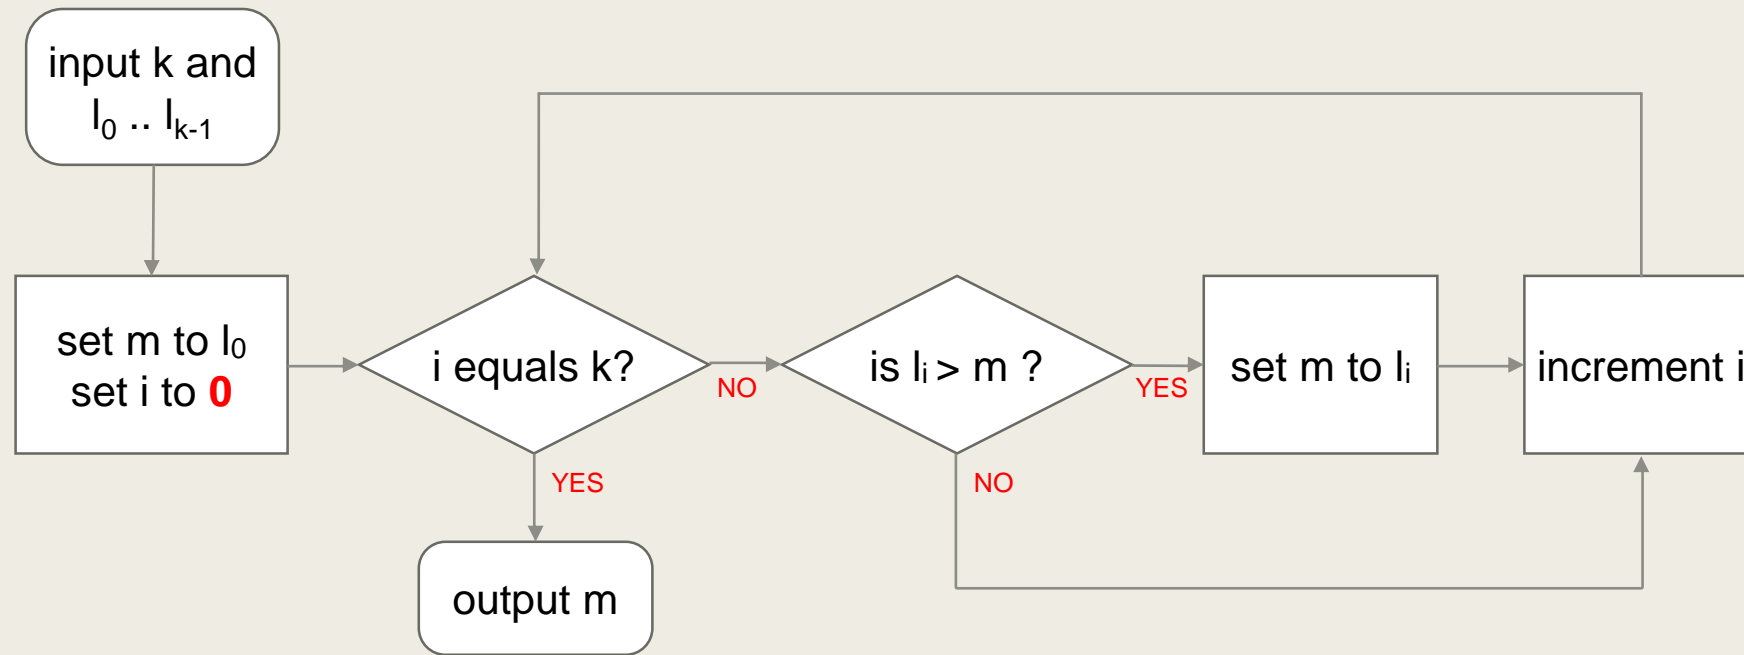 input k and
l₀ .. lₖ₋₁
set m to l₀
set i to 0
i equals k?
NO
YES
output m
is lᵢ > m ?
YES
NO
set m to lᵢ
increment i